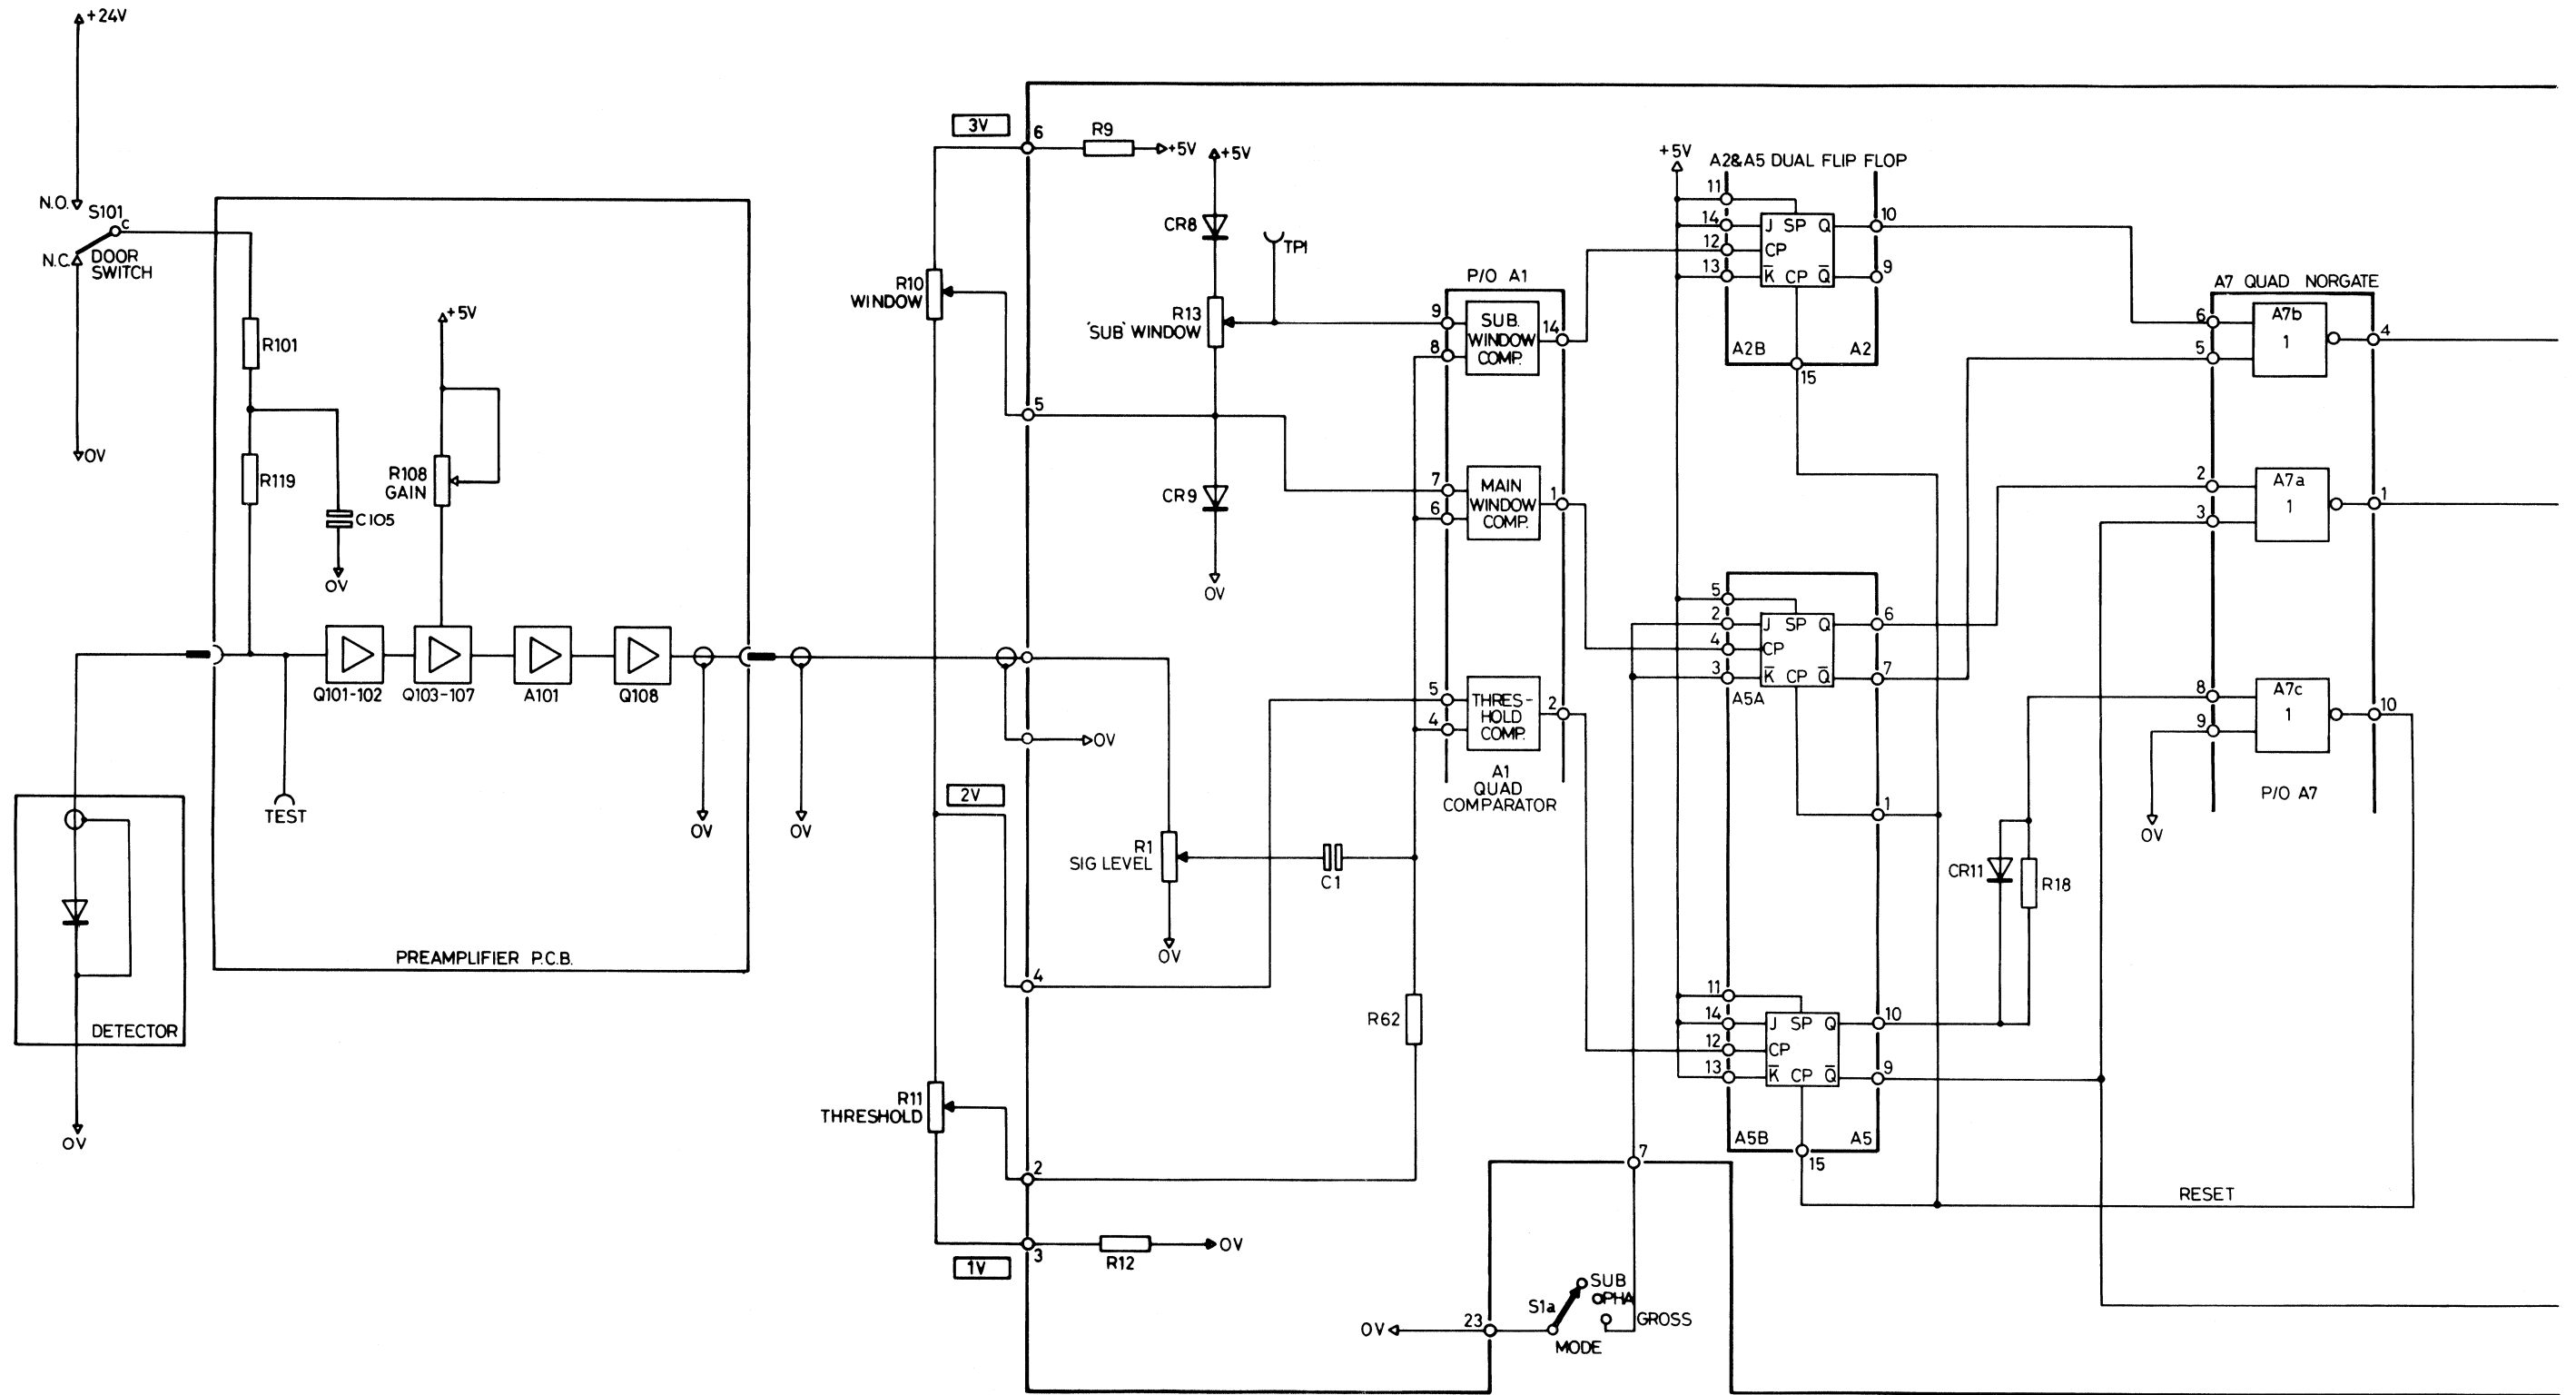 +24V
N.O.
S101
C
N.C.
DOOR
SWITCH
0V
R101
R119
C105
0V
+5V
R108
GAIN
Q101-102
Q103-107
A101
Q108
TEST
0V
0V
PREAMPLIFIER P.C.B.
DETECTOR
0V
3V
6
R9
+5V
+5V
CR8
TP1
R10
WINDOW
R13
'SUB' WINDOW
5
CR9
0V
0V
2V
R1
SIG LEVEL
C1
0V
4
R62
R11
THRESHOLD
2
3
1V
R12
0V
P/O A1
9
8
SUB.
WINDOW
COMP.
14
7
6
MAIN
WINDOW
COMP.
1
5
4
THRES-
HOLD
COMP.
2
A1
QUAD
COMPARATOR
+5V
A2&A5 DUAL FLIP FLOP
11
14
12
13
J SP Q
CP
K̅ CP Q̅
10
9
A2B
A2
15
5
2
4
3
J SP Q
CP
K̅ CP Q̅
6
7
A5A
1
11
14
12
13
J SP Q
CP
K̅ CP Q̅
10
9
A5B
A5
15
7
A7 QUAD NORGATE
6
5
A7b
1
4
2
3
A7a
1
1
8
9
A7c
1
10
0V
P/O A7
CR11
R18
RESET
0V
23
S1a
SUB
PHA
GROSS
MODE